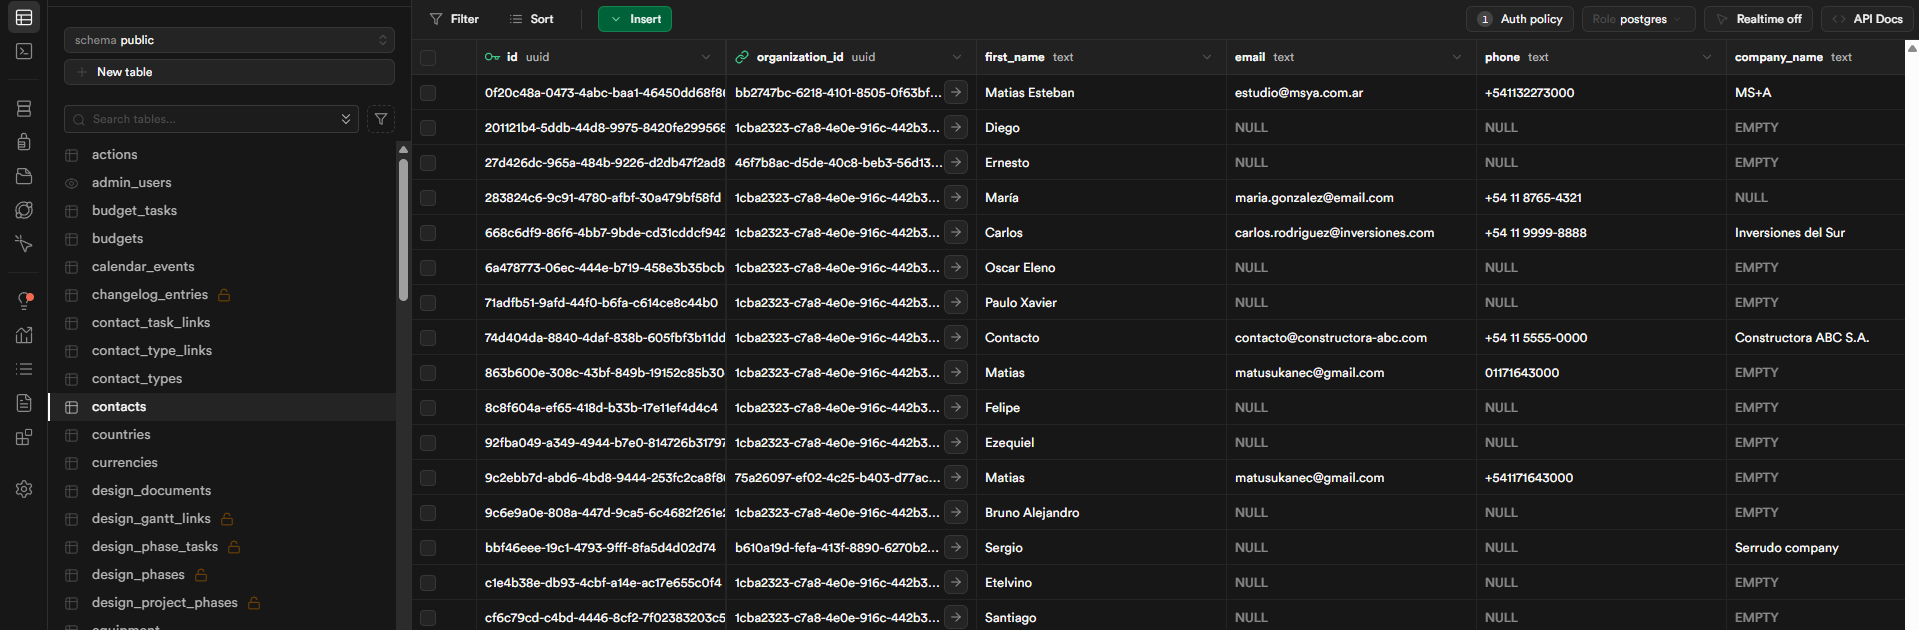 schema public
New table
Search tables...
actions
admin_users
budget_tasks
budgets
calendar_events
changelog_entries
contact_task_links
contact_type_links
contact_types
contacts
countries
currencies
design_documents
design_gantt_links
design_phase_tasks
design_phases
design_project_phases
Filter Sort Insert 1 Auth policy Role postgres Realtime off API Docs
id uuid organization_id uuid first_name text email text phone text company_name text
0f20c48a-0473-4abc-baa1-46450dd68f8 bb2747bc-6218-4101-8505-0f63bf... Matias Esteban estudio@msya.com.ar +541132273000 MS+A
201121b4-5ddb-44d8-9975-8420fe299568 1cba2323-c7a8-4e0e-916c-442b3... Diego NULL NULL EMPTY
27d426dc-965a-484b-9226-d2db47f2ad8 46f7b8ac-d5de-40c8-beb3-56d13... Ernesto NULL NULL EMPTY
283824c6-9c91-4780-afbf-30a479bf58fd 1cba2323-c7a8-4e0e-916c-442b3... María maria.gonzalez@email.com +54 11 8765-4321 NULL
668c6df9-86f6-4bb7-9bde-cd31cddcf942 1cba2323-c7a8-4e0e-916c-442b3... Carlos carlos.rodriguez@inversiones.com +54 11 9999-8888 Inversiones del Sur
6a478773-06ec-444e-b719-458e3b35bcb 1cba2323-c7a8-4e0e-916c-442b3... Oscar Eleno NULL NULL EMPTY
71adfb51-9afd-44f0-b6fa-c614ce8c44b0 1cba2323-c7a8-4e0e-916c-442b3... Paulo Xavier NULL NULL EMPTY
74d404da-8840-4daf-838b-605fbf3b11dd 1cba2323-c7a8-4e0e-916c-442b3... Contacto contacto@constructora-abc.com +54 11 5555-0000 Constructora ABC S.A.
863b600e-308c-43bf-849b-19152c85b30 1cba2323-c7a8-4e0e-916c-442b3... Matias matusukanec@gmail.com 01171643000 EMPTY
8c8f604a-ef65-418d-b33b-17e11ef4d4c4 1cba2323-c7a8-4e0e-916c-442b3... Felipe NULL NULL EMPTY
92fba049-a349-4944-b7e0-814726b31797 1cba2323-c7a8-4e0e-916c-442b3... Ezequiel NULL NULL EMPTY
9c2ebb7d-abd6-4bd8-9444-253fc2ca8f8 75a26097-ef02-4c25-b403-d77ac... Matias matusukanec@gmail.com +541171643000 EMPTY
9c6e9a0e-808a-447d-9ca5-6c4682f261e 1cba2323-c7a8-4e0e-916c-442b3... Bruno Alejandro NULL NULL EMPTY
bbf46eee-19c1-4793-9fff-8fa5d4d02d74 b610a19d-fefa-413f-8890-6270b2... Sergio NULL NULL Serrudo company
c1e4b38e-db93-4cbf-a14e-ac17e655c0f4 1cba2323-c7a8-4e0e-916c-442b3... Etelvino NULL NULL EMPTY
cf6c79cd-c4bd-4446-8cf2-7f02383203c5 1cba2323-c7a8-4e0e-916c-442b3... Santiago NULL NULL EMPTY